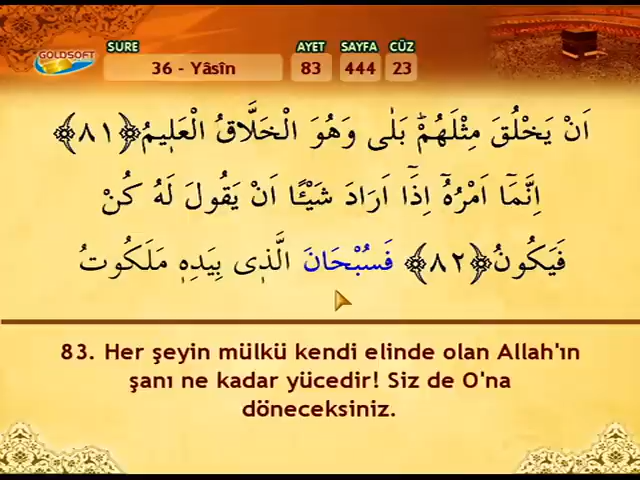 GOLDSOFT
SURE AYET SAYFA CÜZ
36 - Yâsîn 83 444 23
اَنْ يَخْلُقَ مِثْلَهُمْۜ بَلٰى وَهُوَ الْخَلَّاقُ الْعَل۪يمُ ﴿٨١﴾
اِنَّمَٓا اَمْرُهُٓ اِذَٓا اَرَادَ شَيْـًٔا اَنْ يَقُولَ لَهُ كُنْ
فَيَكُونُ ﴿٨٢﴾ فَسُبْحَانَ الَّذ۪ى بِيَدِه۪ مَلَكُوتُ
83. Her şeyin mülkü kendi elinde olan Allah'ın
şanı ne kadar yücedir! Siz de O'na
döneceksiniz.